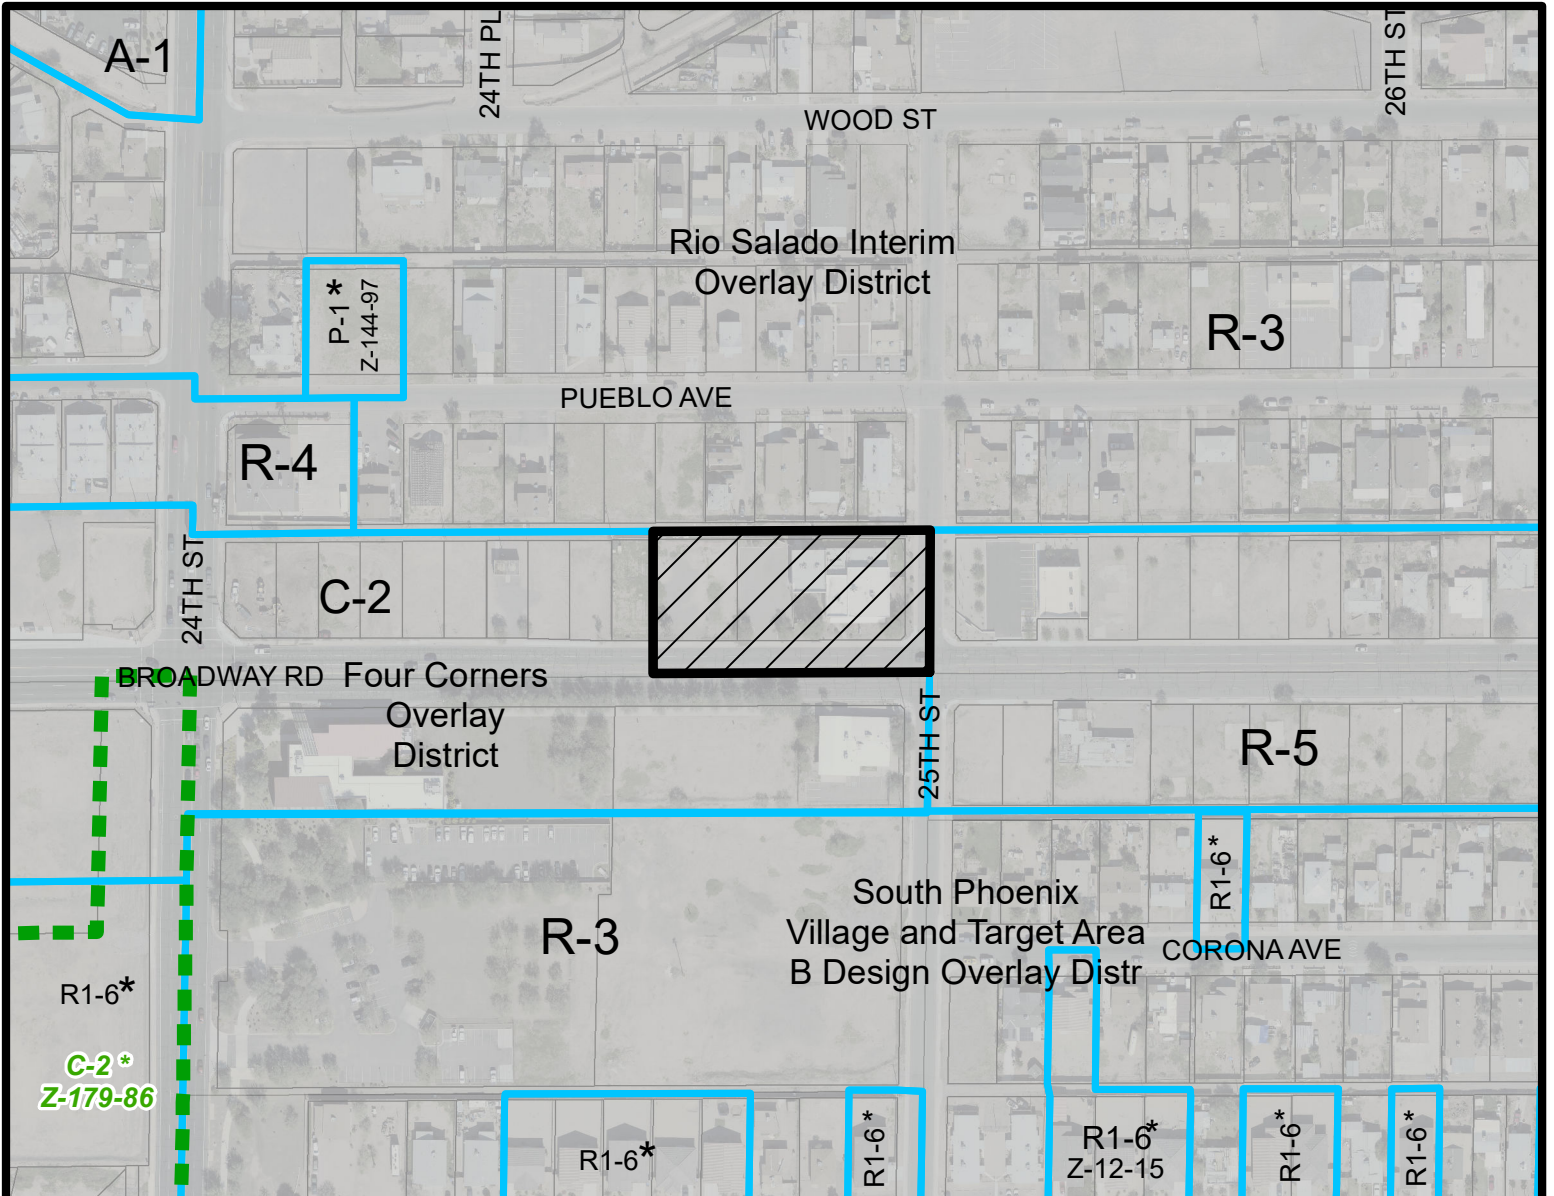 A-1
24TH PL
26TH ST
WOOD ST
Rio Salado Interim
Overlay District
P-1*
Z-144-97
R-3
PUEBLO AVE
R-4
24TH ST
C-2
BROADWAY RD
Four Corners
Overlay
District
25TH ST
R-5
R1-6*
South Phoenix
Village and Target Area
B Design Overlay Distr
R-3
CORONA AVE
R1-6*
C-2 *
Z-179-86
R1-6*
R1-6*
R1-6*
Z-12-15
R1-6*
R1-6*